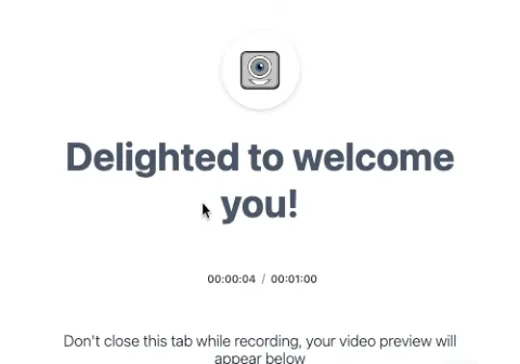 Delighted to welcome
you!
00:00:04 / 00:01:00
Don't close this tab while recording, your video preview will
appear below